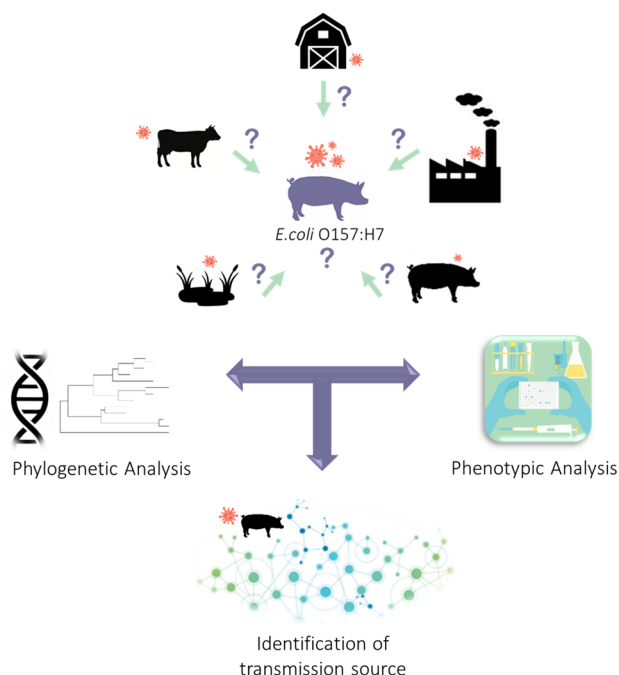 ?
? ?
E.coli O157:H7
?
? ?
Phylogenetic Analysis
Phenotypic Analysis
Identification of
transmission source